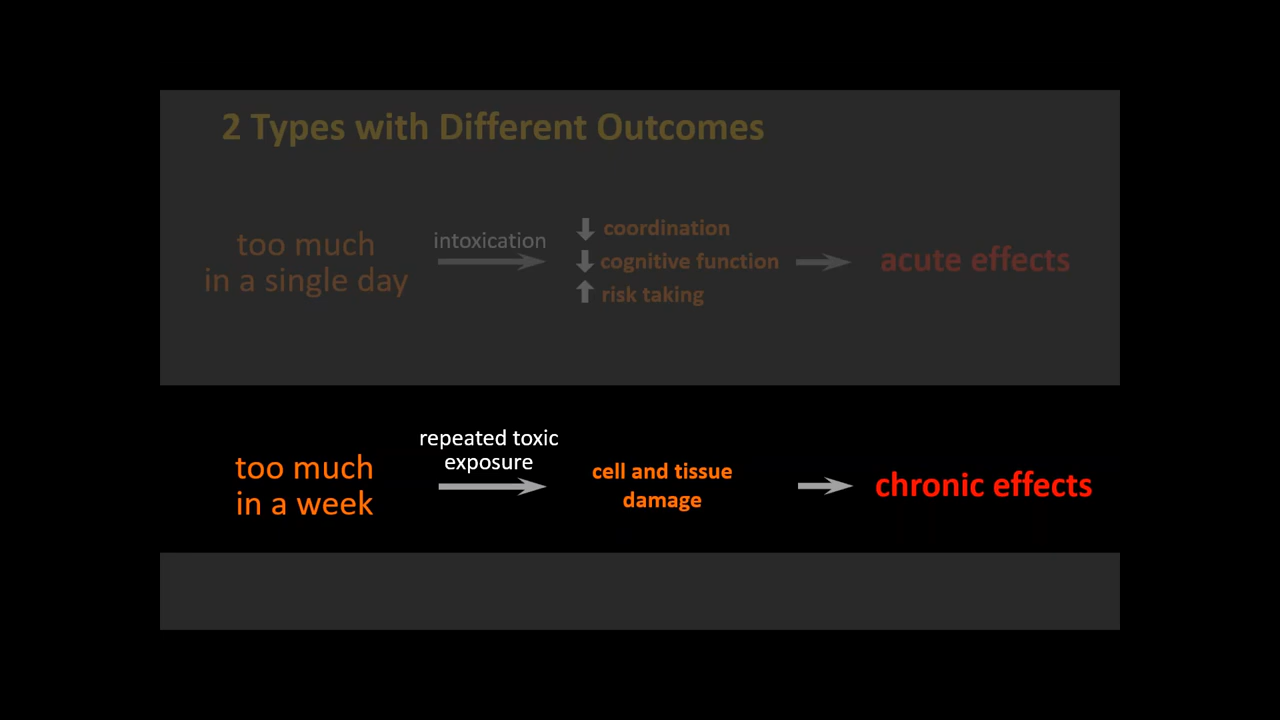 2 Types with Different Outcomes
too much
in a single day
intoxication
coordination
cognitive function
risk taking
acute effects
too much
in a week
repeated toxic
exposure
cell and tissue
damage
chronic effects